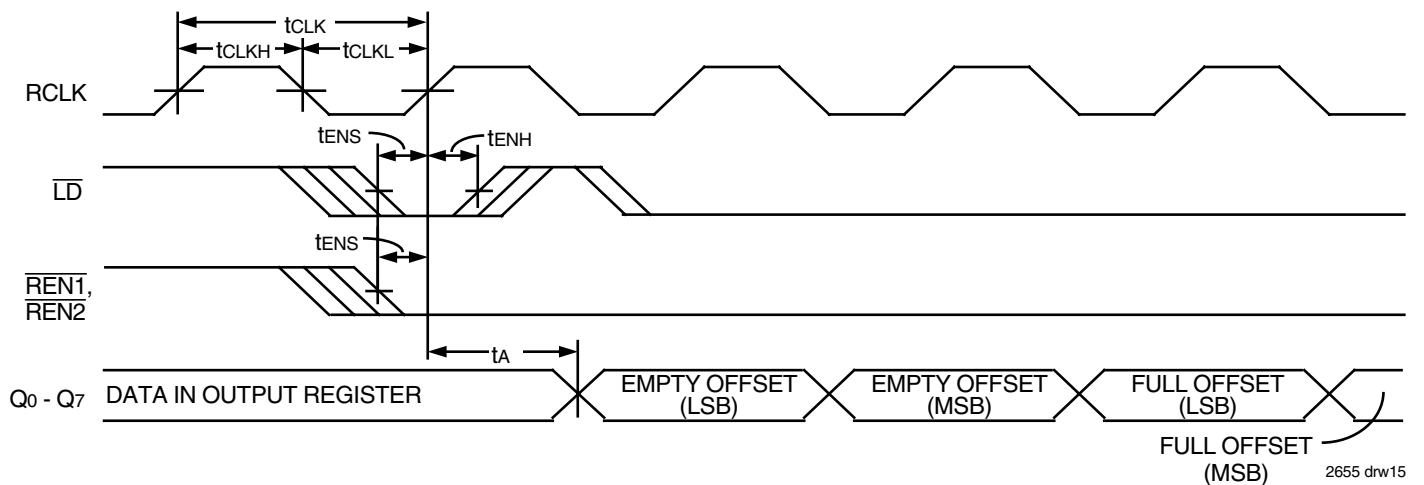 tCLK
tCLKH
tCLKL
RCLK
tENS
tENH
LD
tENS
REN1,
REN2
tA
Q0 - Q7
DATA IN OUTPUT REGISTER
EMPTY OFFSET
(LSB)
EMPTY OFFSET
(MSB)
FULL OFFSET
(LSB)
FULL OFFSET
(MSB)
2655 drw15